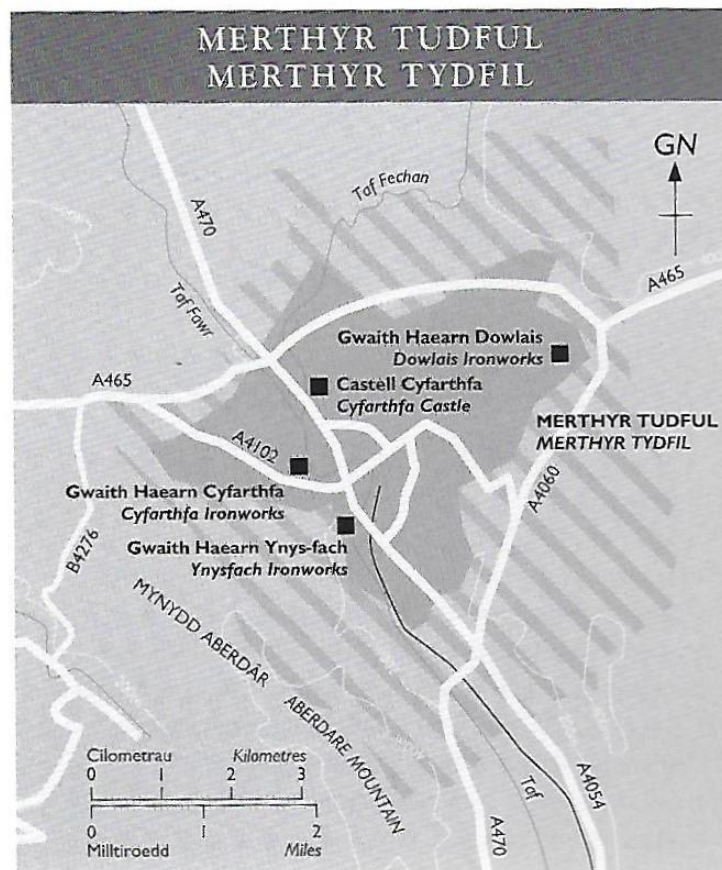 MERTHYR TUDFUL
MERTHYR TYDFIL
GN
Taf Fechan
A470
Taf Fawr
A465
Gwaith Haearn Dowlais
Dowlais Ironworks
A465
Castell Cyfarthfa
Cyfarthfa Castle
MERTHYR TUDFUL
MERTHYR TYDFIL
A4102
Gwaith Haearn Cyfarthfa
Cyfarthfa Ironworks
A4060
Gwaith Haearn Ynys-fach
Ynysfach Ironworks
B4276
MYNYDD ABERDÂR
ABERDARE MOUNTAIN
Cilometrau Kilometres
0 1 2 3
0 1 2
Milltiroedd Miles
Taf
A470
A4054